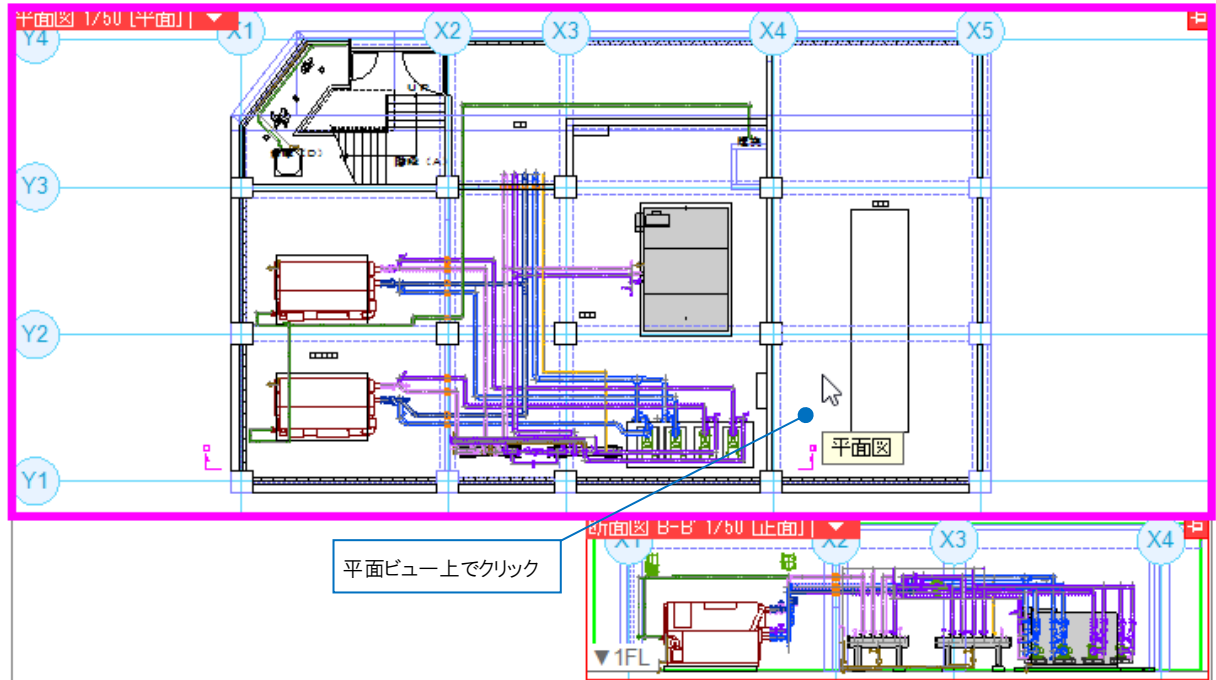 平面図 1/50 [平面] | ▼
X1 X2 X3 X4 X5
Y4
Y3
Y2
平面図
Y1
断面図 B-B' 1/50 [正面] | ▼
X1 X2 X3 X4
平面ビュー上でクリック
▼1FL